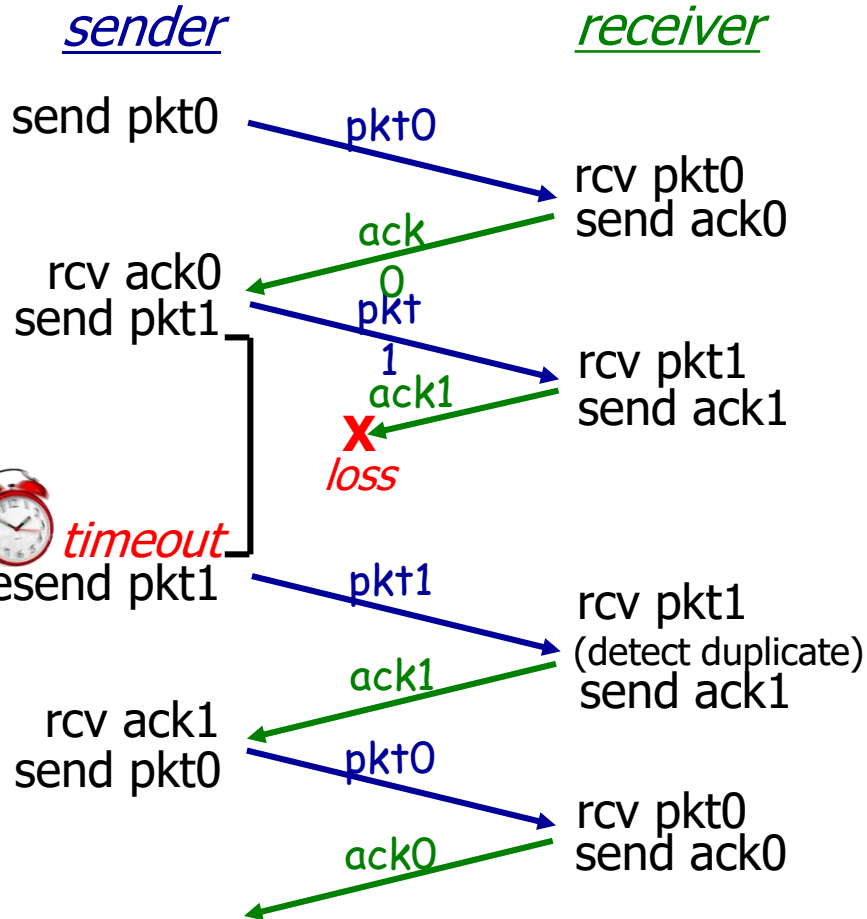 sender
receiver
send pkt0
pkt0
rcv pkt0
send ack0
ack
0
rcv ack0
send pkt1
pkt
1
rcv pkt1
send ack1
ack1
X
loss
timeout
esend pkt1
pkt1
rcv pkt1
(detect duplicate)
send ack1
ack1
rcv ack1
send pkt0
pkt0
rcv pkt0
send ack0
ack0